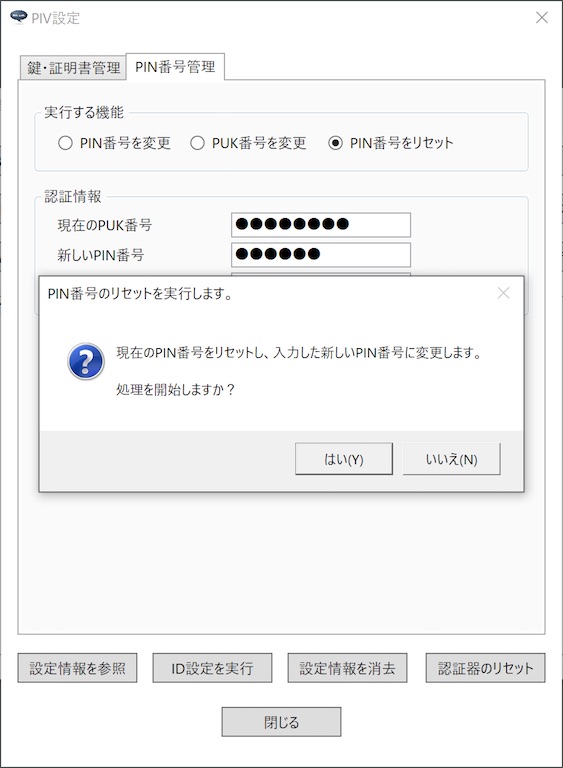 PIV設定
鍵・証明書管理
PIN番号管理
実行する機能
PIN番号を変更
PUK番号を変更
PIN番号をリセット
認証情報
現在のPUK番号
●●●●●●●●
新しいPIN番号
●●●●●●
PIN番号のリセットを実行します。
現在のPIN番号をリセットし、入力した新しいPIN番号に変更します。
処理を開始しますか？
はい(Y)
いいえ(N)
設定情報を参照
ID設定を実行
設定情報を消去
認証器のリセット
閉じる